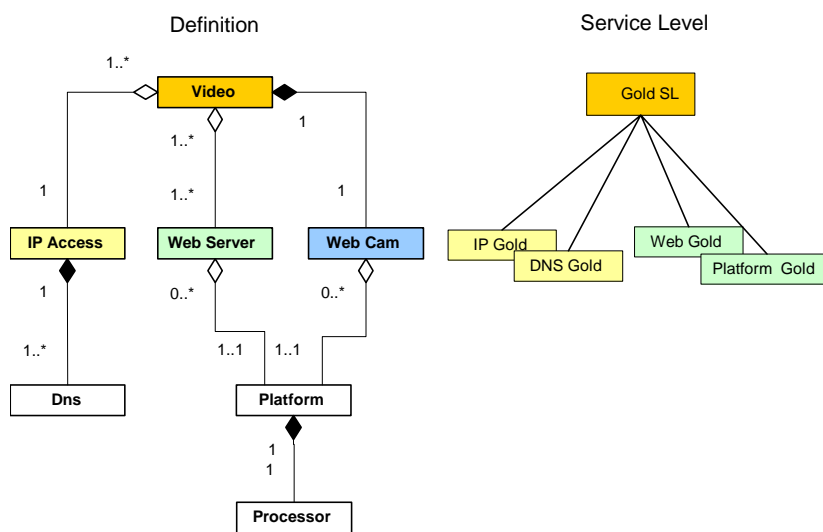 Definition
Service Level
1..*
Video
Gold SL
1..*
1
1
1..*
1
IP Access
Web Server
Web Cam
IP Gold
Web Gold
DNS Gold
Platform Gold
1
0..*
0..*
1..*
1..1
1..1
Dns
Platform
1
1
Processor